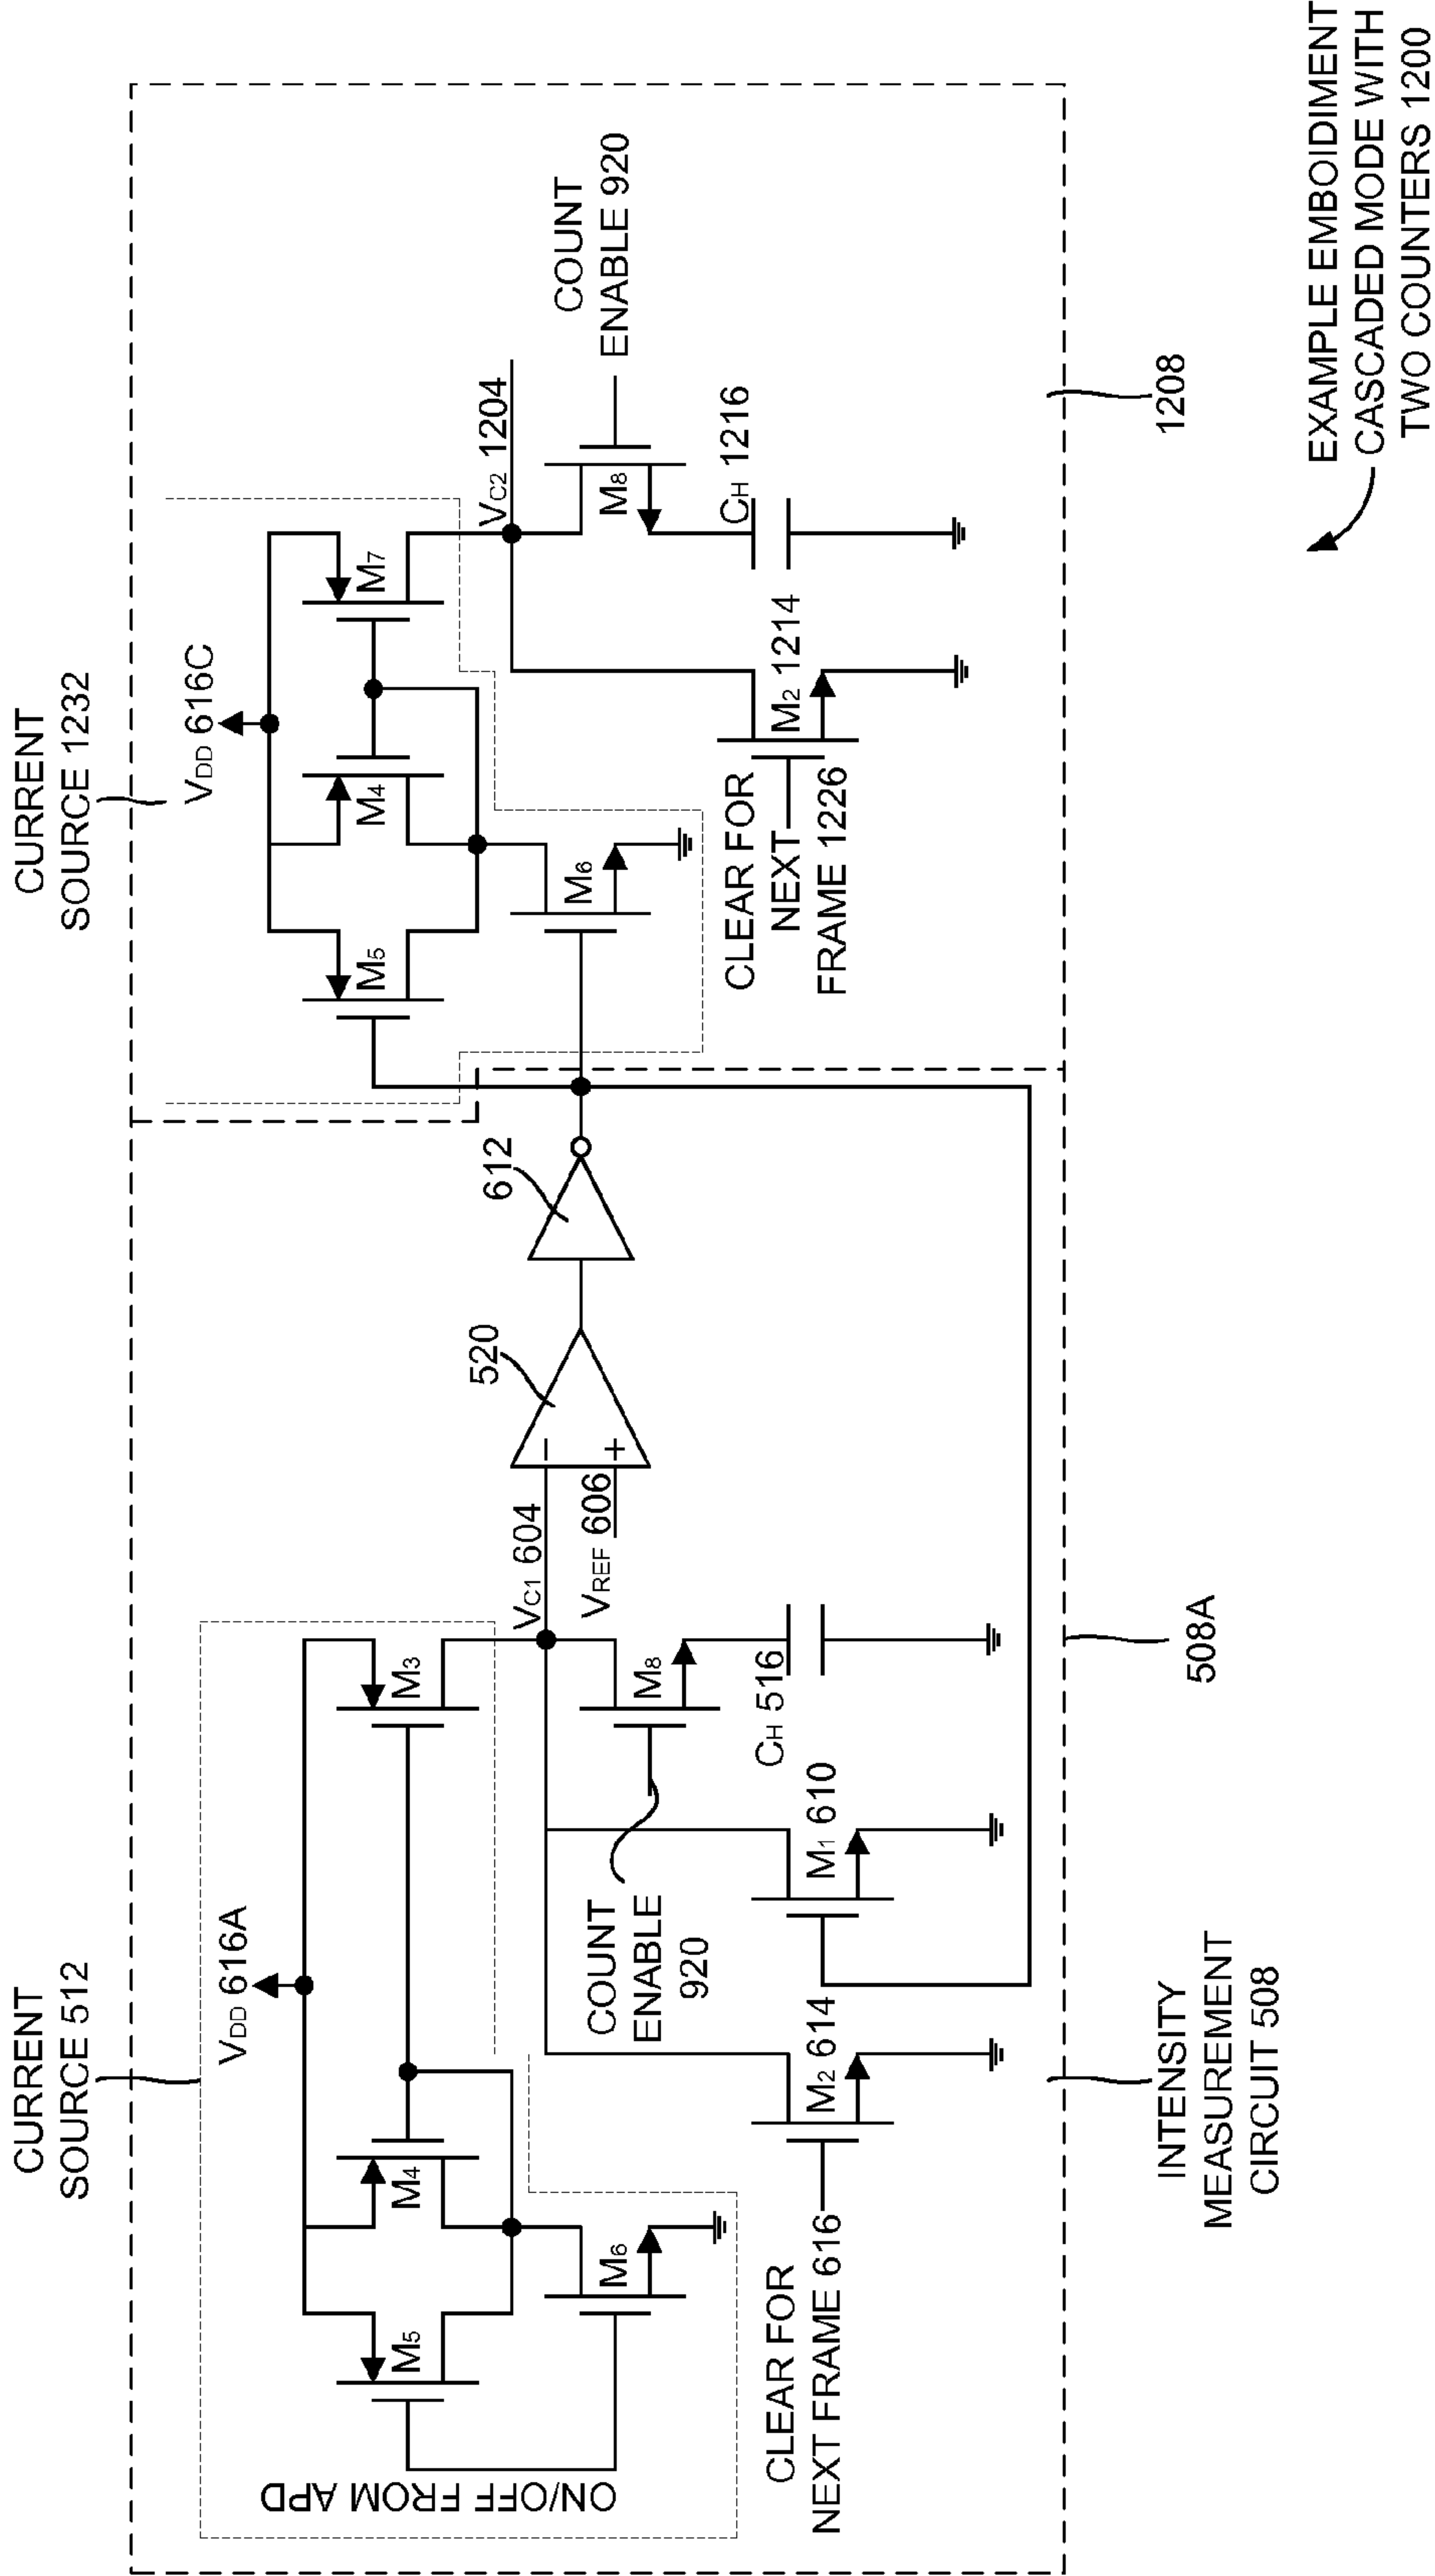 CURRENT
SOURCE 512
VDD 616A
CURRENT
SOURCE 1232
VDD 616C
ON/OFF FROM APD
M5
M4
M6
M3
VC1 604
VREF 606
520
612
M5
M4
M6
M7
VC2 1204
M8
COUNT
ENABLE 920
CH 1216
CLEAR FOR
NEXT
FRAME 1226
M2 1214
CLEAR FOR
NEXT FRAME 616
M2 614
COUNT
ENABLE
920
M1 610
M8
CH 516
INTENSITY
MEASUREMENT
CIRCUIT 508
508A
1208
EXAMPLE EMBOIDIMENT
CASCADED MODE WITH
TWO COUNTERS 1200